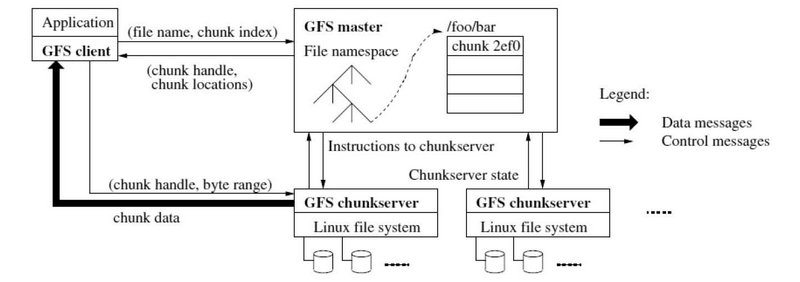 Application
GFS client
(file name, chunk index)
(chunk handle,
chunk locations)
GFS master
File namespace
/foo/bar
chunk 2ef0
Legend:
Data messages
Control messages
Instructions to chunkserver
Chunkserver state
(chunk handle, byte range)
chunk data
GFS chunkserver
Linux file system
GFS chunkserver
Linux file system